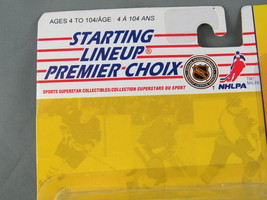 AGES 4 TO 104/ÂGE : 4 À 104 ANS
STARTING
LINEUP®
PREMIER-CHOIX
NHLPA
SPORTS SUPERSTAR COLLECTIBLES/COLLECTION SUPERSTARS DU SPORT